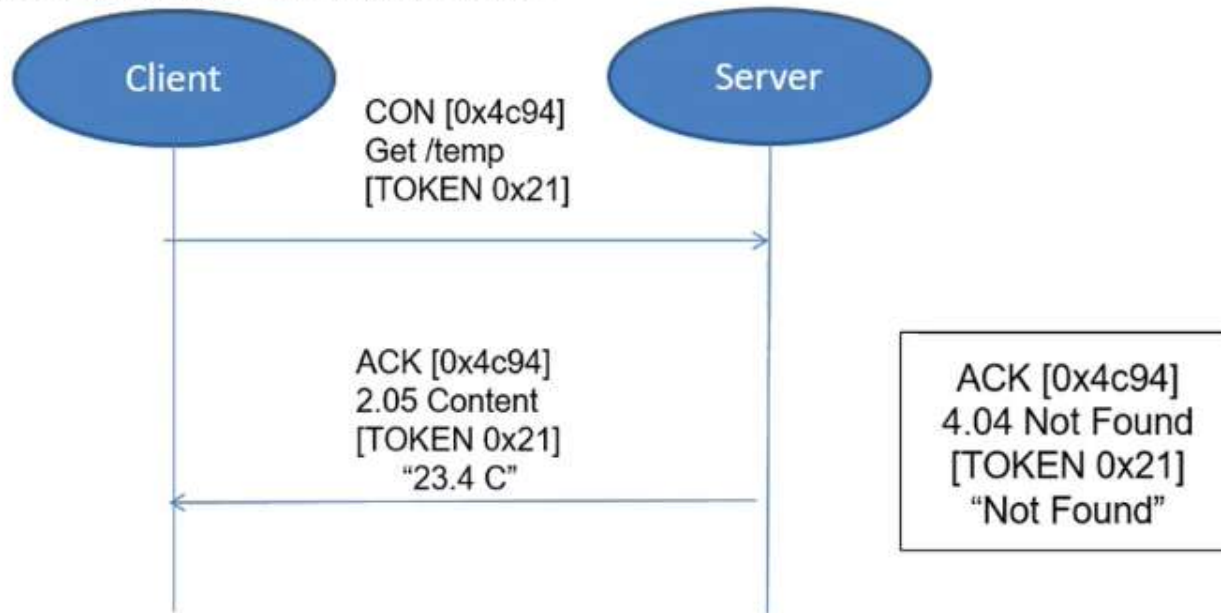 Client
Server
CON [0x4c94]
Get /temp
[TOKEN 0x21]
ACK [0x4c94]
2.05 Content
[TOKEN 0x21]
“23.4 C”
ACK [0x4c94]
4.04 Not Found
[TOKEN 0x21]
“Not Found”